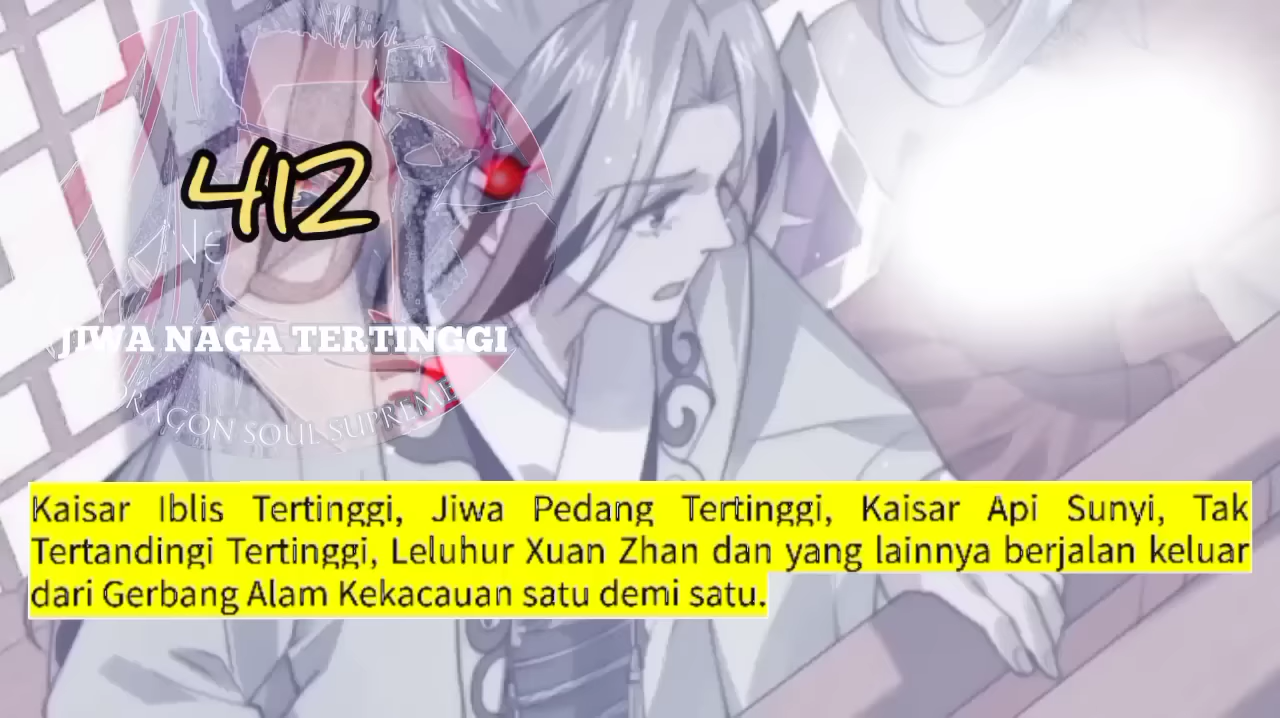 412
JIWA NAGA TERTINGGI
DRAGON SOUL SUPREME
Kaisar Iblis Tertinggi, Jiwa Pedang Tertinggi, Kaisar Api Sunyi, Tak
Tertandingi Tertinggi, Leluhur Xuan Zhan dan yang lainnya berjalan keluar
dari Gerbang Alam Kekacauan satu demi satu.